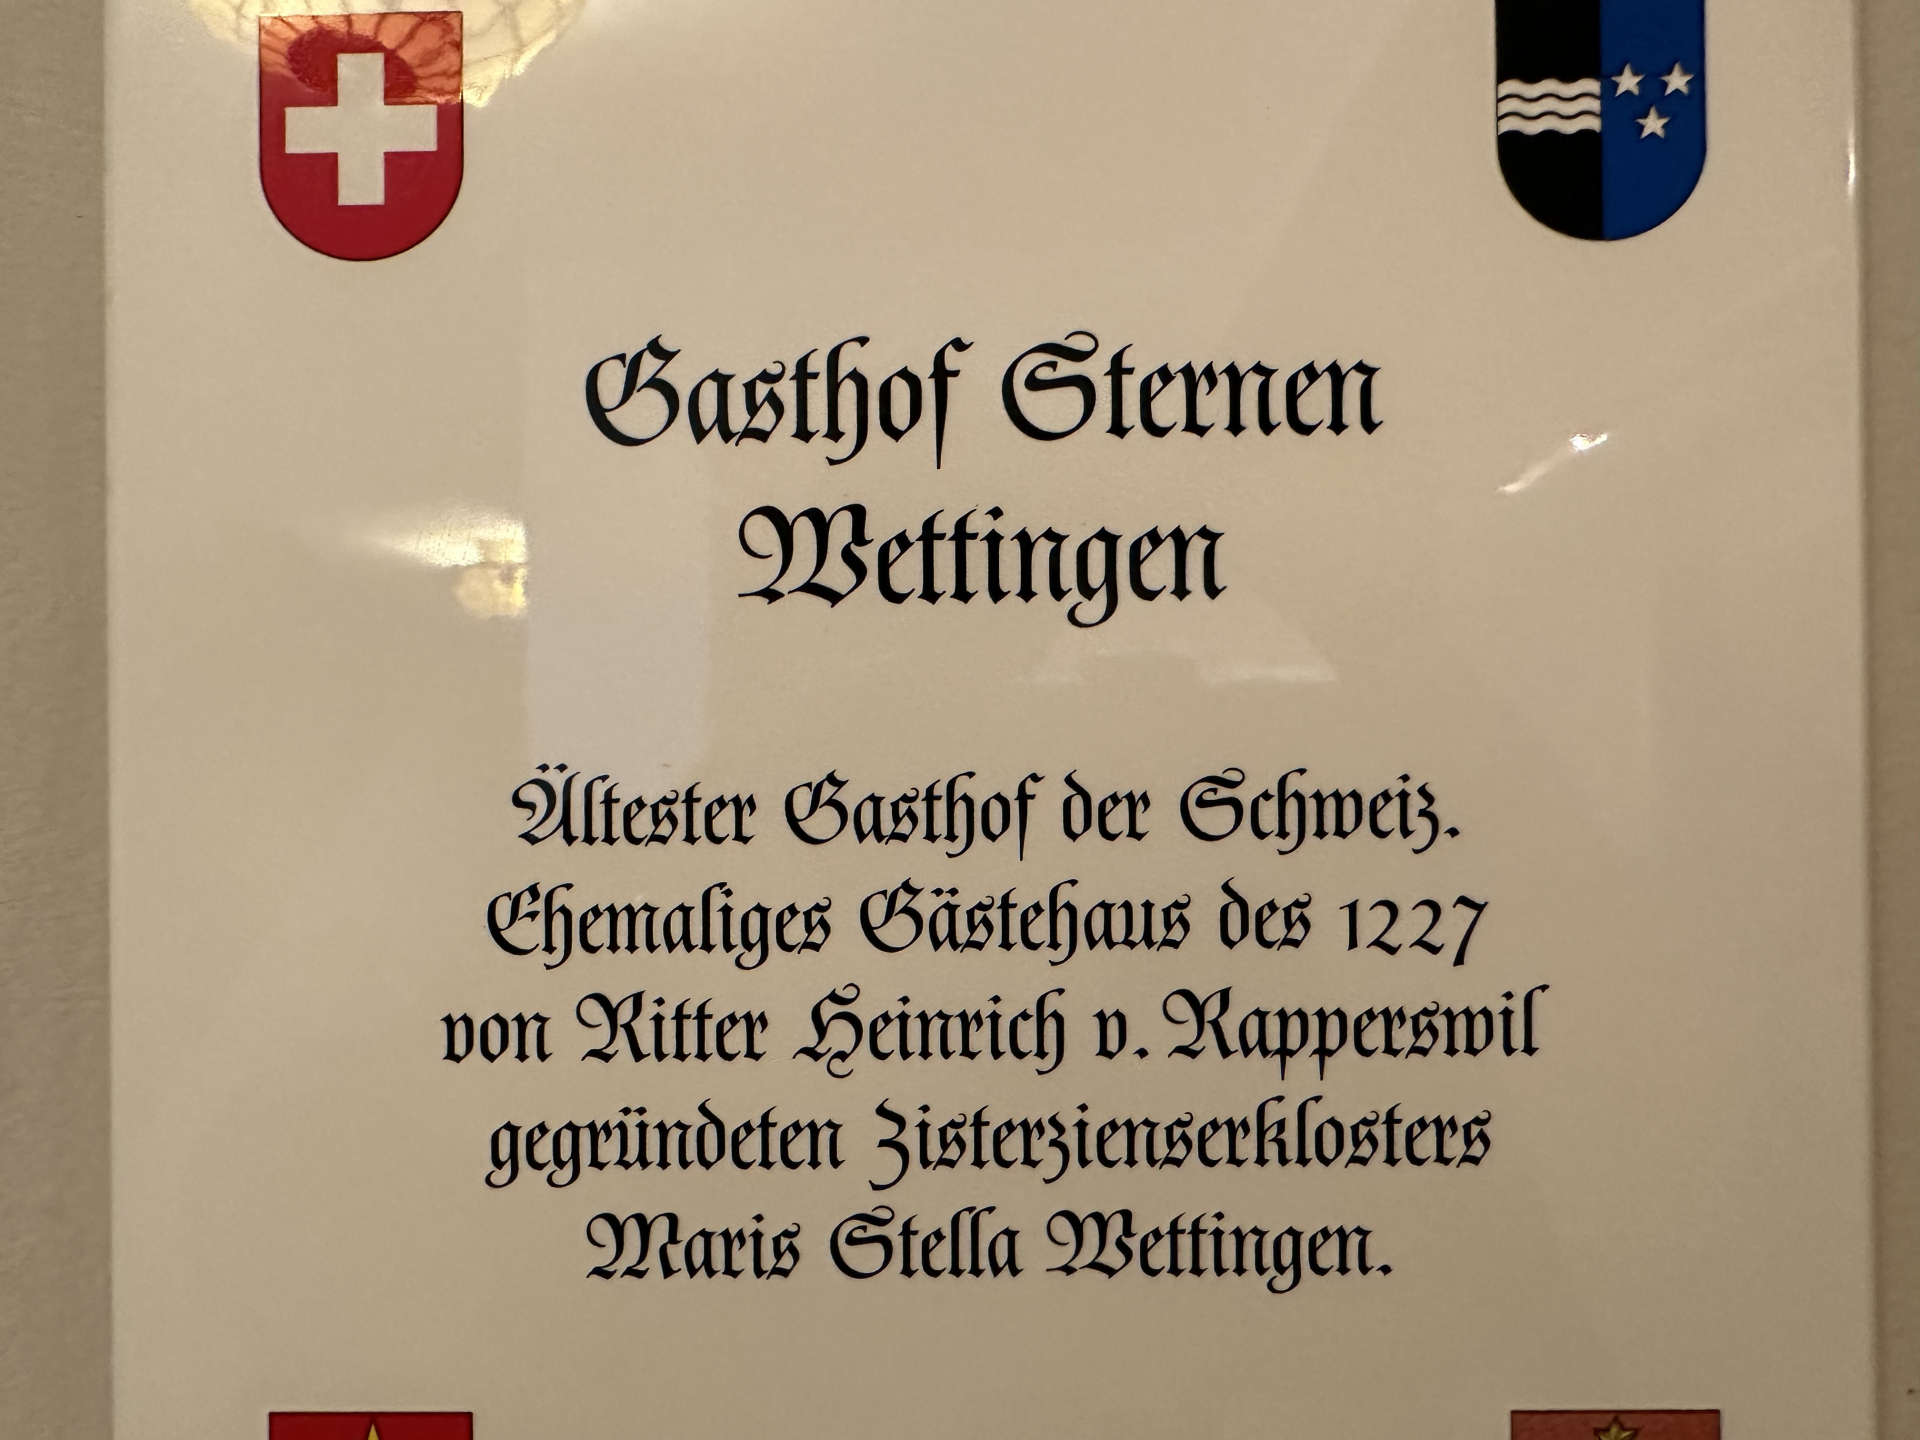 Gasthof Sternen
Wettingen
Ältester Gasthof der Schweiz.
Ehemaliges Gästehaus des 1227
von Ritter Heinrich v. Rapperswil
gegründeten Zisterzienserklosters
Maris Stella Wettingen.